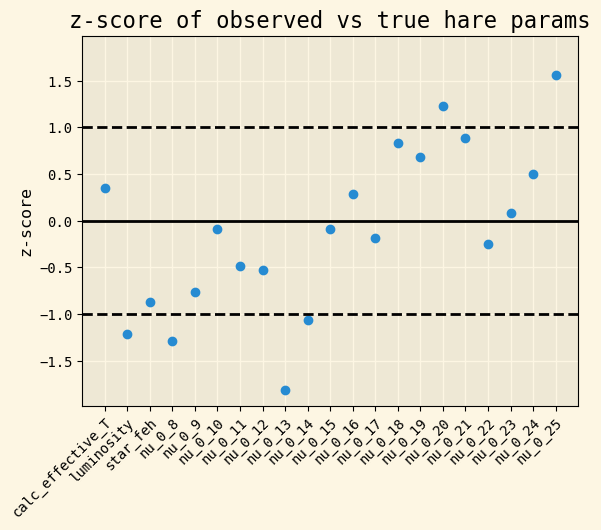 z-score of observed vs true hare params
z-score
1.5
1.0
0.5
0.0
−0.5
−1.0
−1.5
calc_effective_T
luminosity
star_feh
nu_0_8
nu_0_9
nu_0_10
nu_0_11
nu_0_12
nu_0_13
nu_0_14
nu_0_15
nu_0_16
nu_0_17
nu_0_18
nu_0_19
nu_0_20
nu_0_21
nu_0_22
nu_0_23
nu_0_24
nu_0_25